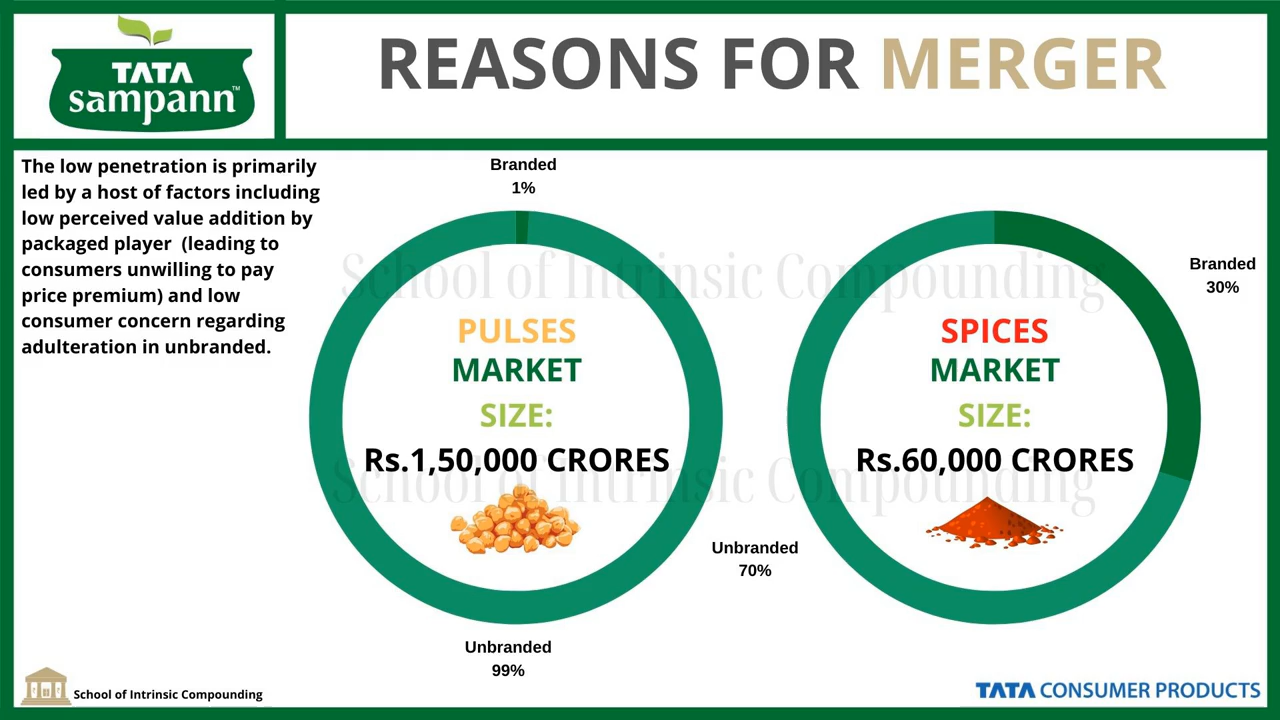 TATA
sampann™
REASONS FOR MERGER
The low penetration is primarily
led by a host of factors including
low perceived value addition by
packaged player (leading to
consumers unwilling to pay
price premium) and low
consumer concern regarding
adulteration in unbranded.
Branded
1%
PULSES
MARKET
SIZE:
Rs.1,50,000 CRORES
Unbranded
99%
Branded
30%
SPICES
MARKET
SIZE:
Rs.60,000 CRORES
Unbranded
70%
School of Intrinsic Compounding
School of Intrinsic Compounding
School of Intrinsic Compounding
TATA CONSUMER PRODUCTS